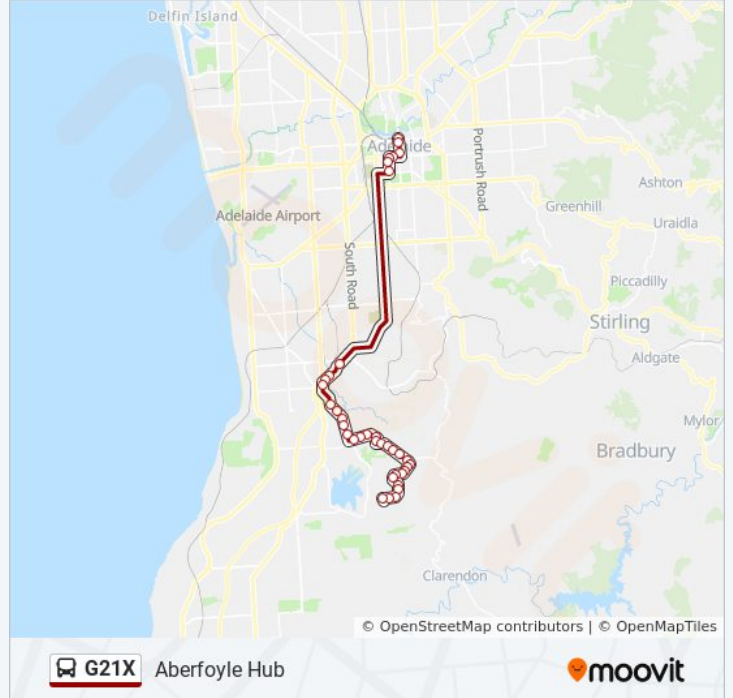 Delfin Island
Adelaide
Portrush Road
Ashton
Greenhill
Adelaide Airport
Uraidla
South Road
Piccadilly
Stirling
Aldgate
Mylor
Bradbury
Clarendon
© OpenStreetMap contributors | © OpenMapTiles
G21X Aberfoyle Hub
moovit